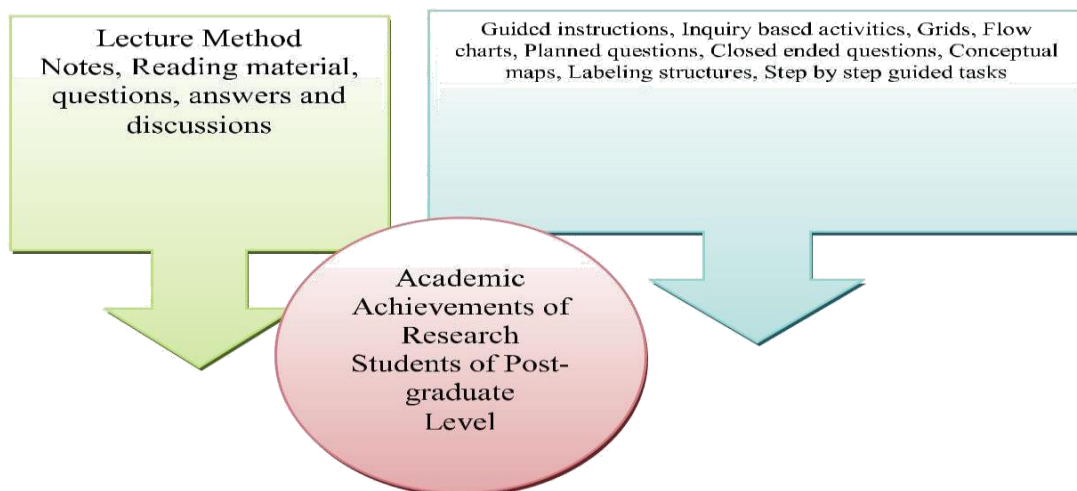 Lecture Method
Notes, Reading material,
questions, answers and
discussions
Guided instructions, Inquiry based activities, Grids, Flow
charts, Planned questions, Closed ended questions, Conceptual
maps, Labeling structures, Step by step guided tasks
Academic
Achievements of
Research
Students of Post-
graduate
Level